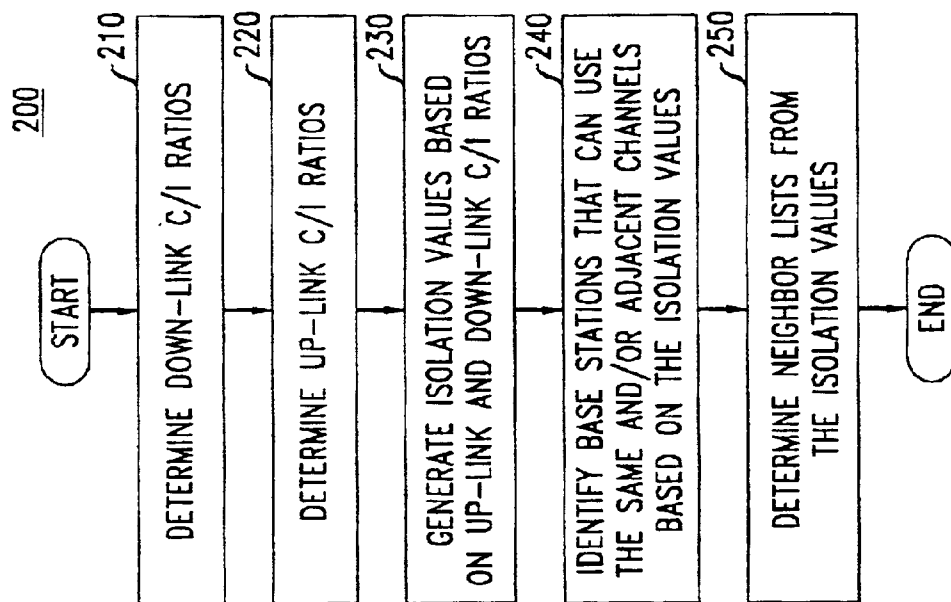 200
START
210
DETERMINE DOWN-LINK C/I RATIOS
220
DETERMINE UP-LINK C/I RATIOS
230
GENERATE ISOLATION VALUES BASED
ON UP-LINK AND DOWN-LINK C/I RATIOS
240
IDENTIFY BASE STATIONS THAT CAN USE
THE SAME AND/OR ADJACENT CHANNELS
BASED ON THE ISOLATION VALUES
250
DETERMINE NEIGHBOR LISTS FROM
THE ISOLATION VALUES
END